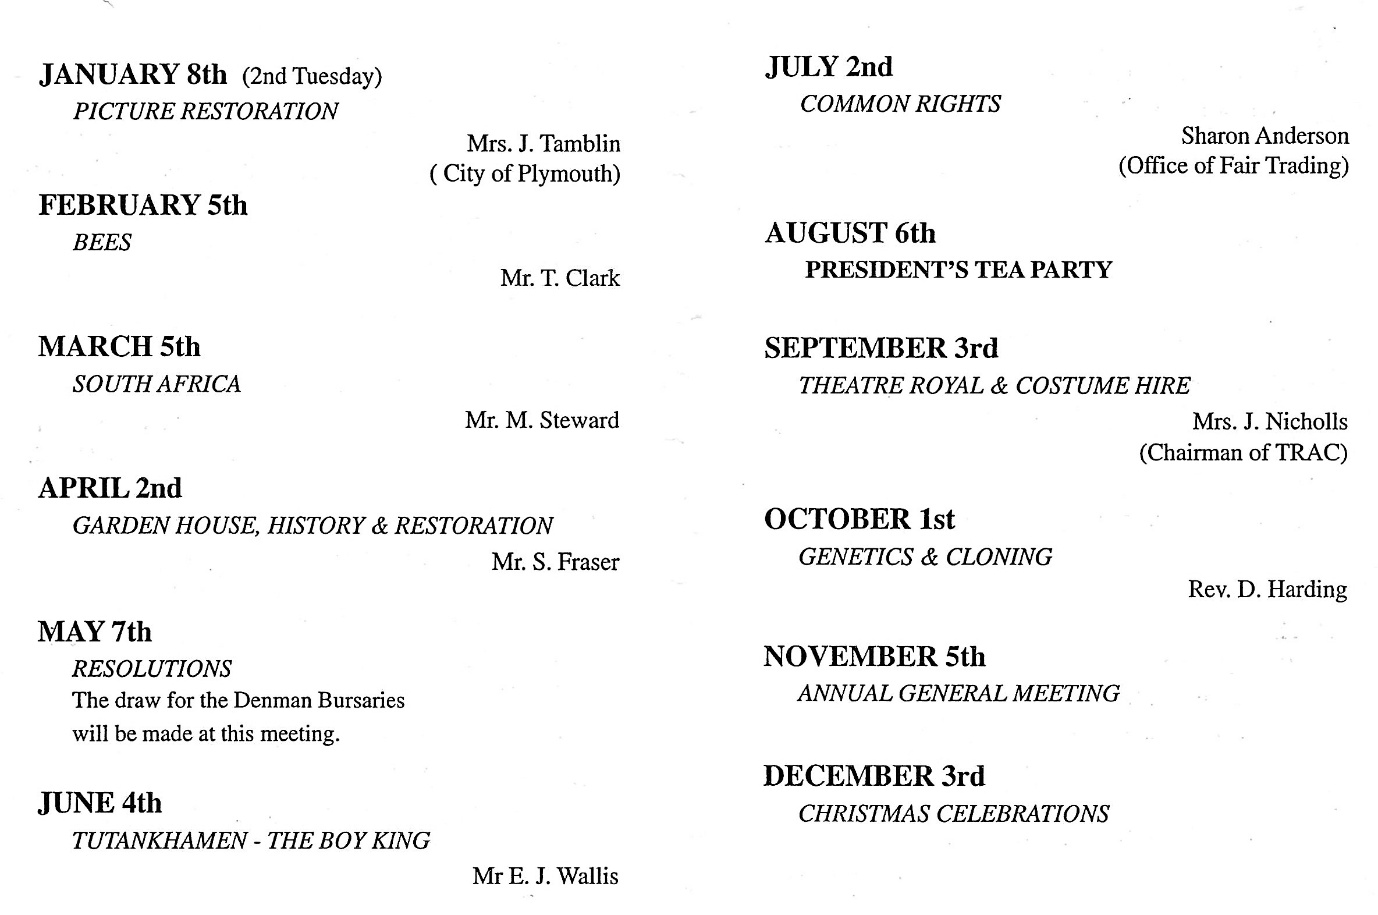 JANUARY 8th (2nd Tuesday)
PICTURE RESTORATION
Mrs. J. Tamblin
( City of Plymouth)
FEBRUARY 5th
BEES
Mr. T. Clark
MARCH 5th
SOUTH AFRICA
Mr. M. Steward
APRIL 2nd
GARDEN HOUSE, HISTORY & RESTORATION
Mr. S. Fraser
MAY 7th
RESOLUTIONS
The draw for the Denman Bursaries
will be made at this meeting.
JUNE 4th
TUTANKHAMEN - THE BOY KING
Mr E. J. Wallis
JULY 2nd
COMMON RIGHTS
Sharon Anderson
(Office of Fair Trading)
AUGUST 6th
PRESIDENT'S TEA PARTY
SEPTEMBER 3rd
THEATRE ROYAL & COSTUME HIRE
Mrs. J. Nicholls
(Chairman of TRAC)
OCTOBER 1st
GENETICS & CLONING
Rev. D. Harding
NOVEMBER 5th
ANNUAL GENERAL MEETING
DECEMBER 3rd
CHRISTMAS CELEBRATIONS